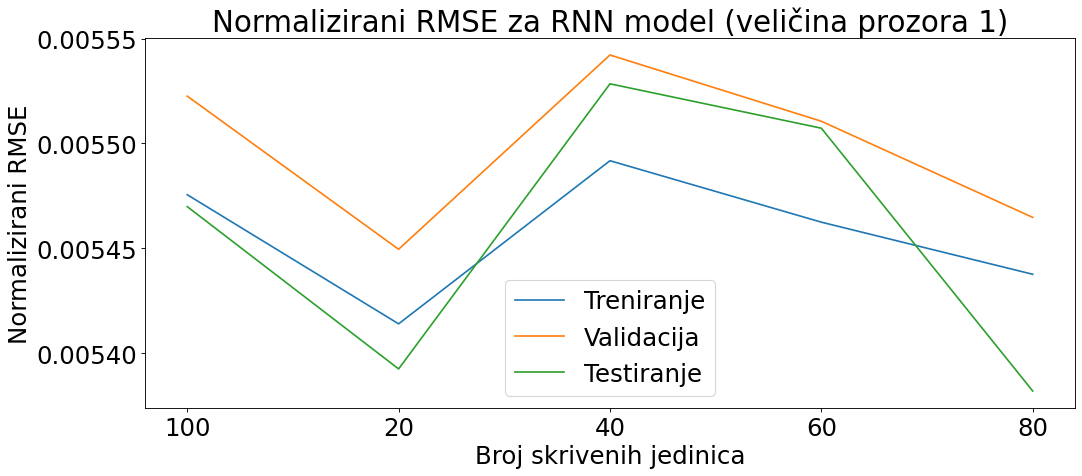 Normalizirani RMSE za RNN model (veličina prozora 1)
Normalizirani RMSE
0.00555
0.00550
0.00545
0.00540
Treniranje
Validacija
Testiranje
100 20 40 60 80
Broj skrivenih jedinica